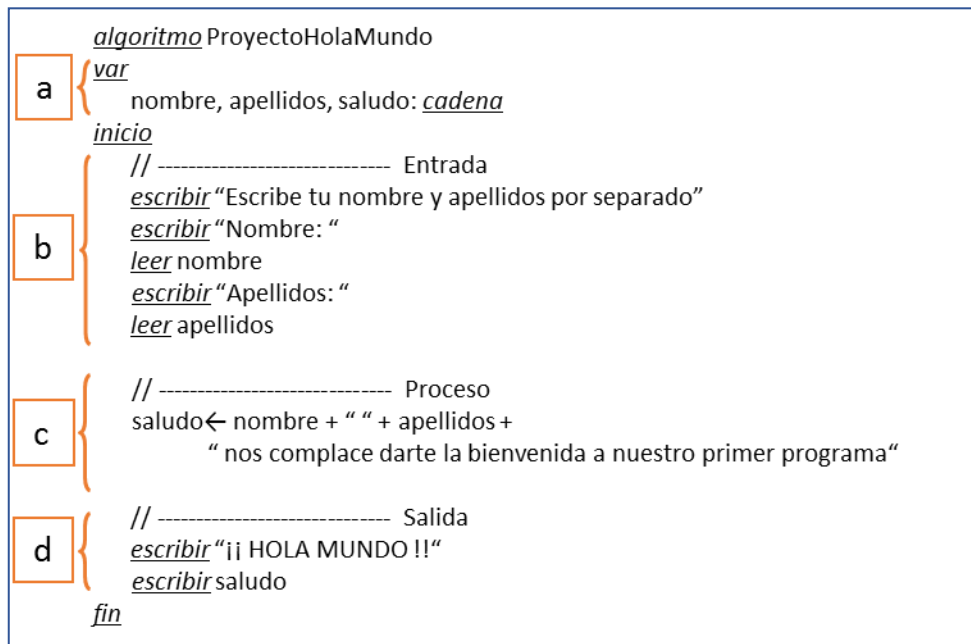 algoritmo ProyectoHolaMundo
a
var
nombre, apellidos, saludo: cadena
inicio
b
// ------------------------------ Entrada
escribir “Escribe tu nombre y apellidos por separado”
escribir “Nombre: “
leer nombre
escribir “Apellidos: “
leer apellidos
c
// ------------------------------ Proceso
saludo← nombre + “ “ + apellidos +
“ nos complace darte la bienvenida a nuestro primer programa“
d
// ------------------------------ Salida
escribir “¡¡ HOLA MUNDO !!“
escribir saludo
fin